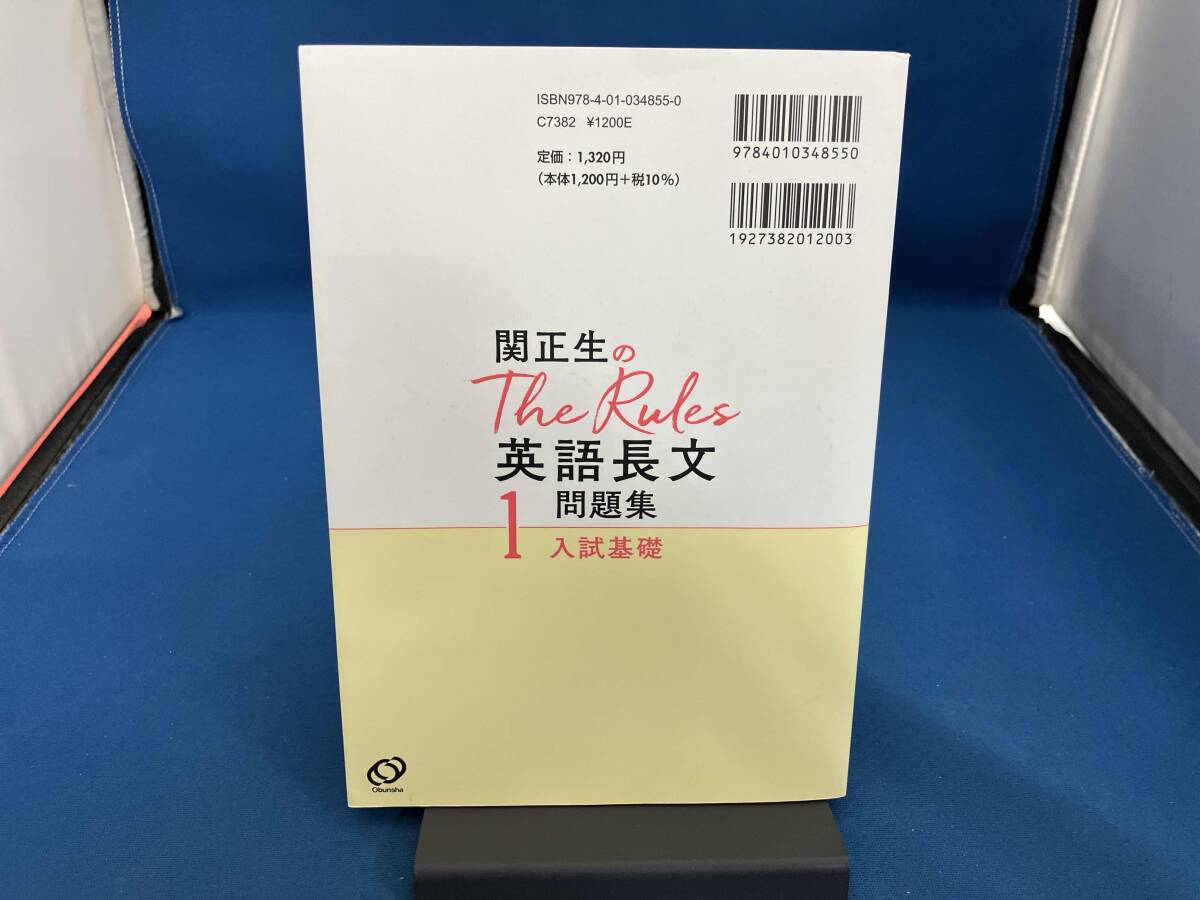 ISBN978-4-01-034855-0
C7382 ¥1200E
定価：1,320円
（本体1,200円＋税10％）
9784010348550
1927382012003
関正生の
The Rules
英語長文
1 問題集
入試基礎
Obunsha